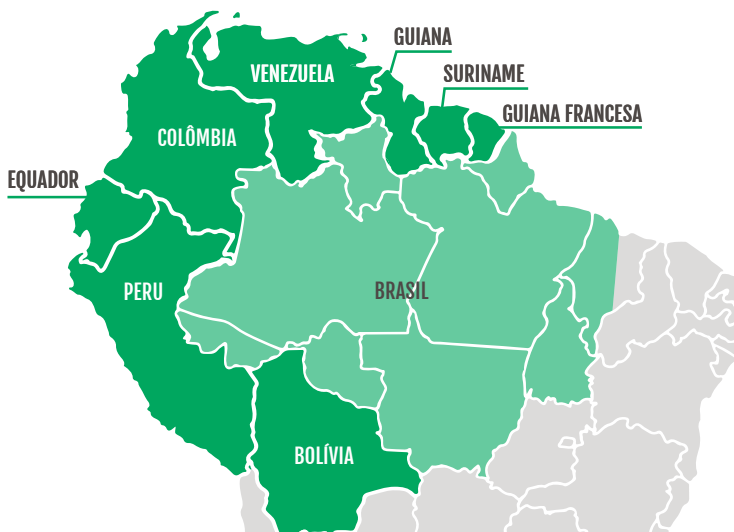 GUIANA
VENEZUELA
SURINAME
GUIANA FRANCESA
COLÔMBIA
EQUADOR
PERU
BRASIL
BOLÍVIA